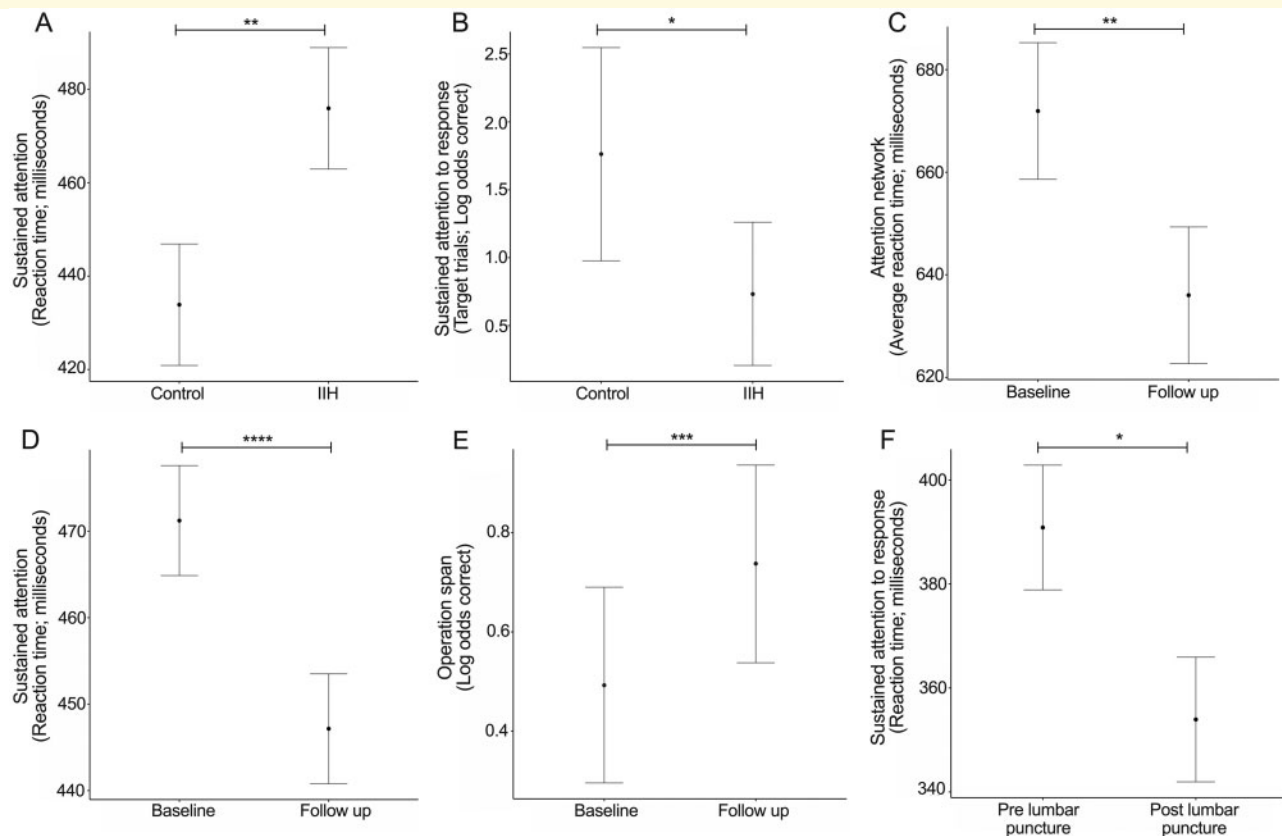 A
**
Sustained attention
(Reaction time; milliseconds)
480
460
440
420
Control
IIH
B
*
Sustained attention to response
(Target trials; Log odds correct)
2.5
2.0
1.5
1.0
0.5
Control
IIH
C
**
Attention network
(Average reaction time; milliseconds)
680
660
640
620
Baseline
Follow up
D
****
Sustained attention
(Reaction time; milliseconds)
470
460
450
440
Baseline
Follow up
E
***
Operation span
(Log odds correct)
0.8
0.6
0.4
Baseline
Follow up
F
*
Sustained attention to response
(Reaction time; milliseconds)
400
380
360
340
Pre lumbar
puncture
Post lumbar
puncture